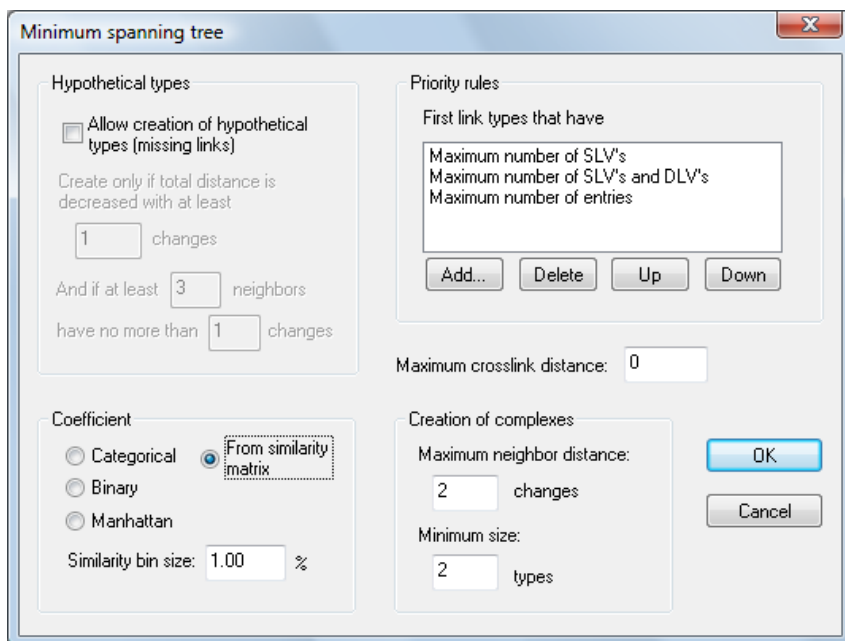 Minimum spanning tree
Hypothetical types
Allow creation of hypothetical
types (missing links)
Create only if total distance is
decreased with at least
1 changes
And if at least 3 neighbors
have no more than 1 changes
Priority rules
First link types that have
Maximum number of SLV's
Maximum number of SLV's and DLV's
Maximum number of entries
Add... Delete Up Down
Maximum crosslink distance: 0
Coefficient
Categorical
From similarity
matrix
Binary
Manhattan
Similarity bin size: 1.00 %
Creation of complexes
Maximum neighbor distance:
2 changes
Minimum size:
2 types
OK
Cancel